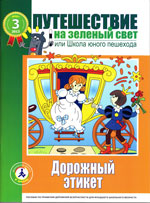 3
ПУТЕШЕСТВИЕ
НА ЗЕЛЕНЫЙ СВЕТ
или Школа юного пешехода
Дорожный
этикет